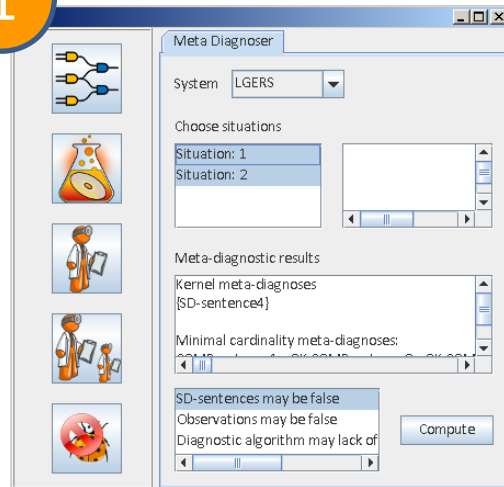 1
Meta Diagnoser
System LGERS
Choose situations
Situation: 1
Situation: 2
Meta-diagnostic results
Kernel meta-diagnoses
{SD-sentence4}
Minimal cardinality meta-diagnoses:
SD-sentences may be false
Observations may be false
Diagnostic algorithm may lack of
Compute